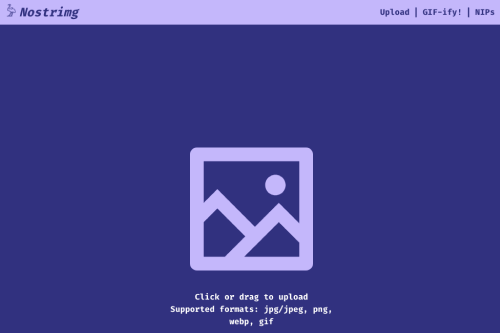 Nostrimg
Upload | GIF-ify! | NIPs
Click or drag to upload
Supported formats: jpg/jpeg, png,
webp, gif